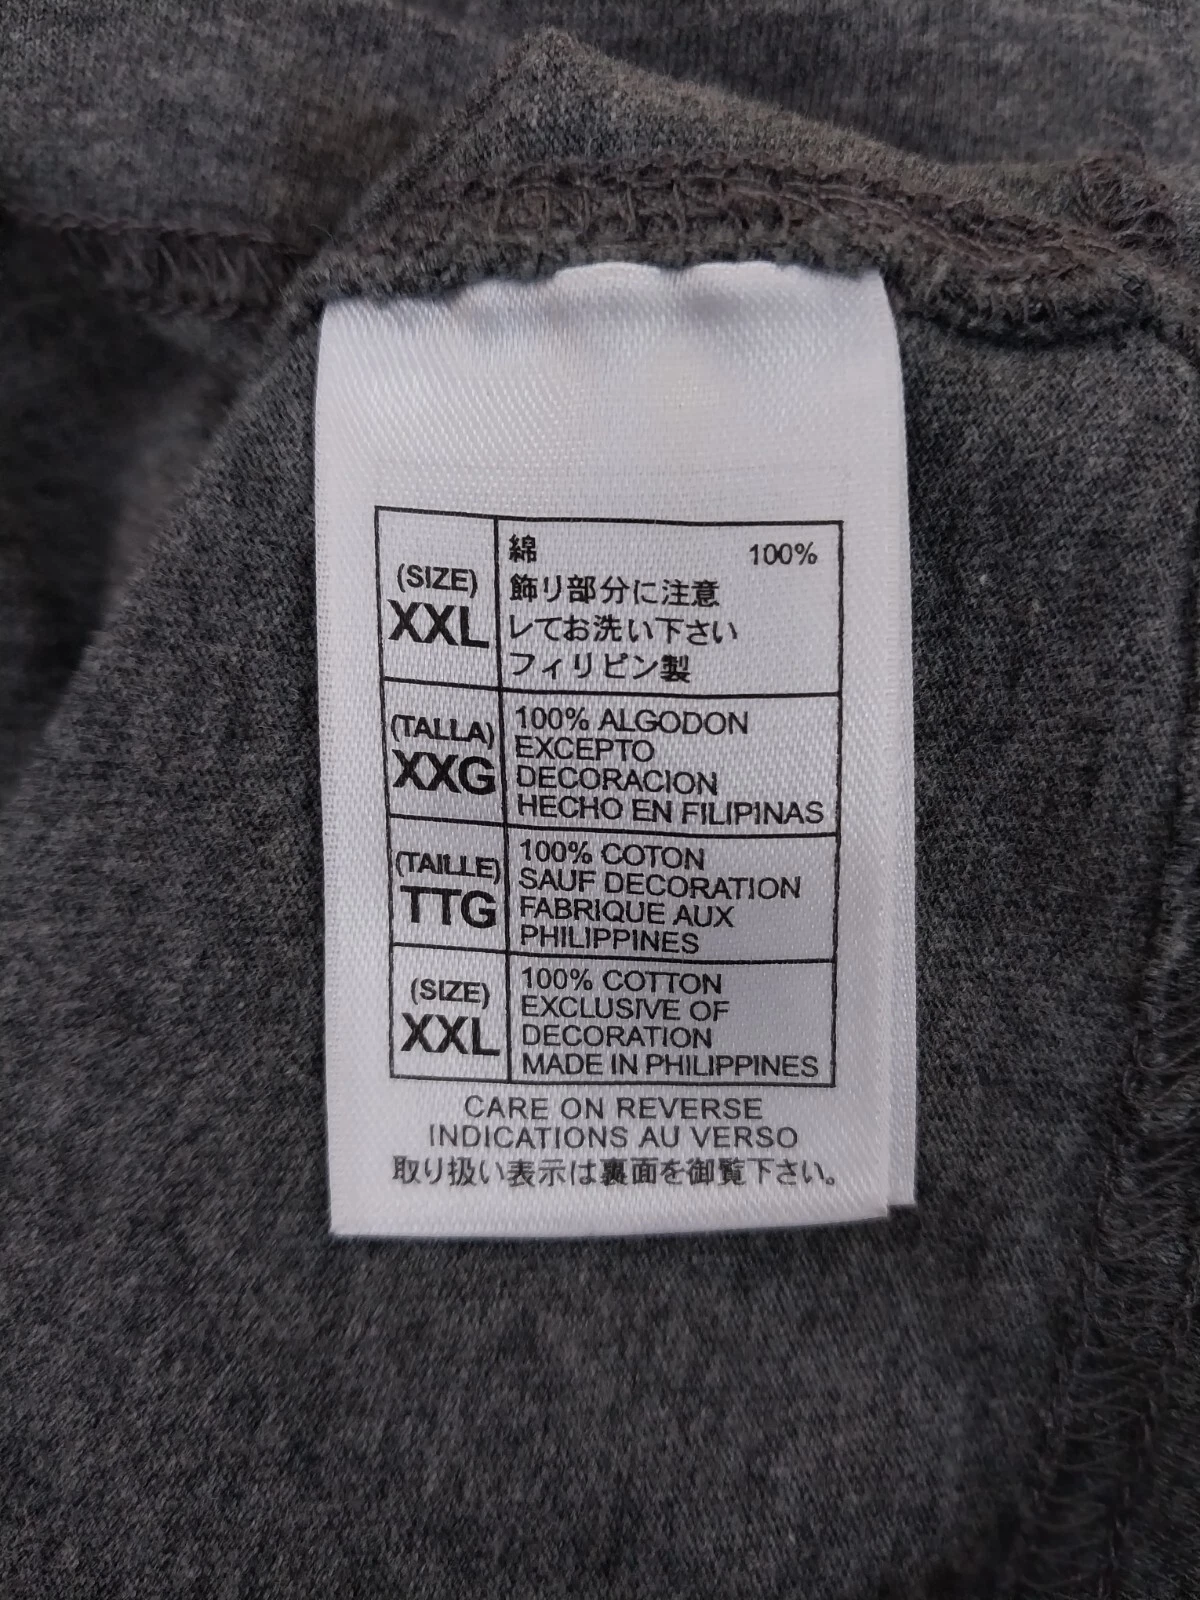 (SIZE)
XXL
綿 100%
飾り部分に注意
レてお洗い下さい
フィリピン製
(TALLA)
XXG
100% ALGODON
EXCEPTO
DECORACION
HECHO EN FILIPINAS
(TAILLE)
TTG
100% COTON
SAUF DECORATION
FABRIQUE AUX
PHILIPPINES
(SIZE)
XXL
100% COTTON
EXCLUSIVE OF
DECORATION
MADE IN PHILIPPINES
CARE ON REVERSE
INDICATIONS AU VERSO
取り扱い表示は裏面を御覧下さい。